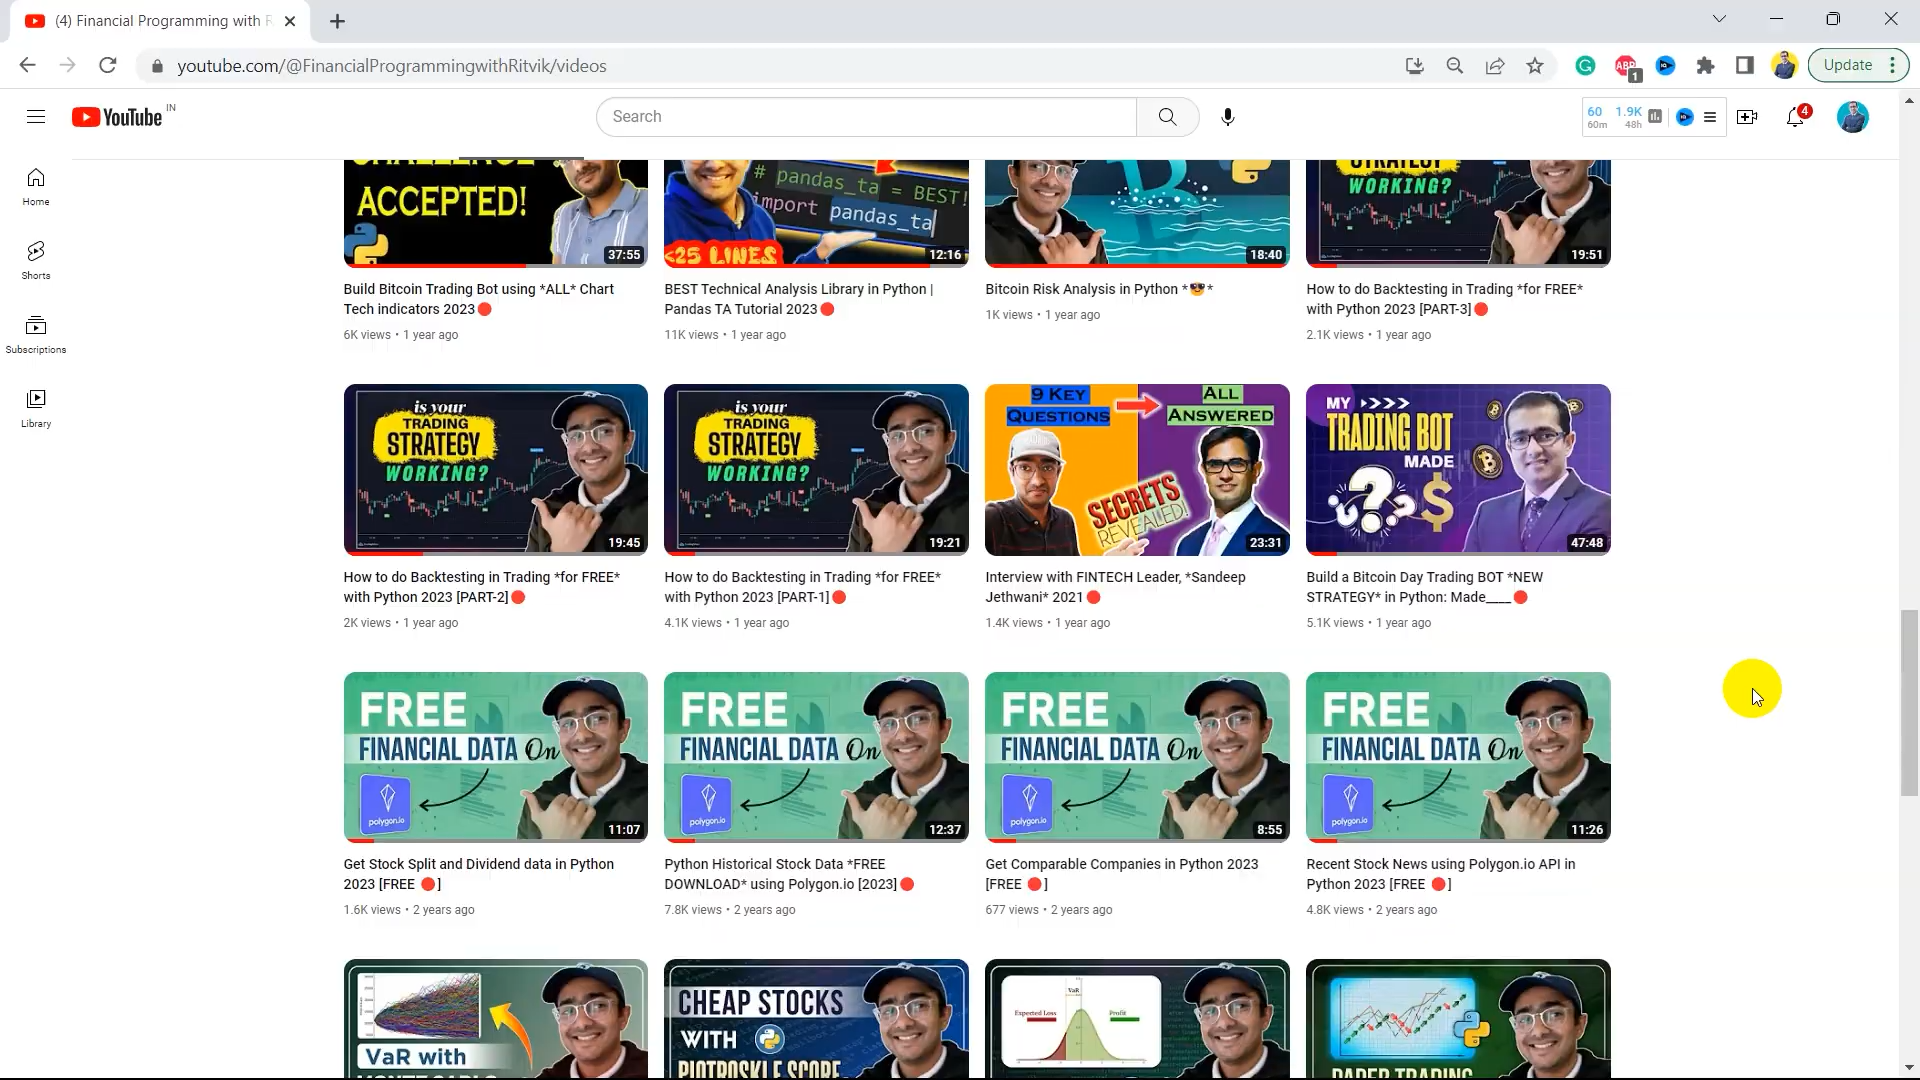 (4) Financial Programming with R
youtube.com/@FinancialProgrammingwithRitvik/videos
ABP
1
Update
YouTube
IN
Search
60
60m
1.9K
48h
4
Home
Shorts
Subscriptions
Library
ACCEPTED!
37:55
Build Bitcoin Trading Bot using *ALL* Chart
Tech indicators 2023🔴
6K views • 1 year ago
# pandas_ta = BEST!
import pandas_ta
<25 LINES
12:16
BEST Technical Analysis Library in Python |
Pandas TA Tutorial 2023🔴
11K views • 1 year ago
18:40
Bitcoin Risk Analysis in Python *😎*
1K views • 1 year ago
STRATEGY
WORKING?
19:51
How to do Backtesting in Trading *for FREE*
with Python 2023 [PART-3]🔴
2.1K views • 1 year ago
is your
TRADING
STRATEGY
WORKING?
19:45
How to do Backtesting in Trading *for FREE*
with Python 2023 [PART-2]🔴
2K views • 1 year ago
is your
TRADING
STRATEGY
WORKING?
19:21
How to do Backtesting in Trading *for FREE*
with Python 2023 [PART-1]🔴
4.1K views • 1 year ago
9 KEY
QUESTIONS
ALL
ANSWERED
SECRETS
REVEALED!
23:31
Interview with FINTECH Leader, *Sandeep
Jethwani* 2021🔴
1.4K views • 1 year ago
MY >>>>
TRADING BOT
MADE
$
47:48
Build a Bitcoin Day Trading BOT *NEW
STRATEGY* in Python: Made____🔴
5.1K views • 1 year ago
FREE
FINANCIAL DATA On
polygon.io
11:07
Get Stock Split and Dividend data in Python
2023 [FREE 🔴]
1.6K views • 2 years ago
FREE
FINANCIAL DATA On
polygon.io
12:37
Python Historical Stock Data *FREE
DOWNLOAD* using Polygon.io [2023]🔴
7.8K views • 2 years ago
FREE
FINANCIAL DATA On
polygon.io
8:55
Get Comparable Companies in Python 2023
[FREE 🔴]
677 views • 2 years ago
FREE
FINANCIAL DATA On
polygon.io
11:26
Recent Stock News using Polygon.io API in
Python 2023 [FREE 🔴]
4.8K views • 2 years ago
VaR with
CHEAP STOCKS
WITH
PIOTROSKI F SCORE
VaR
Expected Loss
Profit
PAPER TRADING